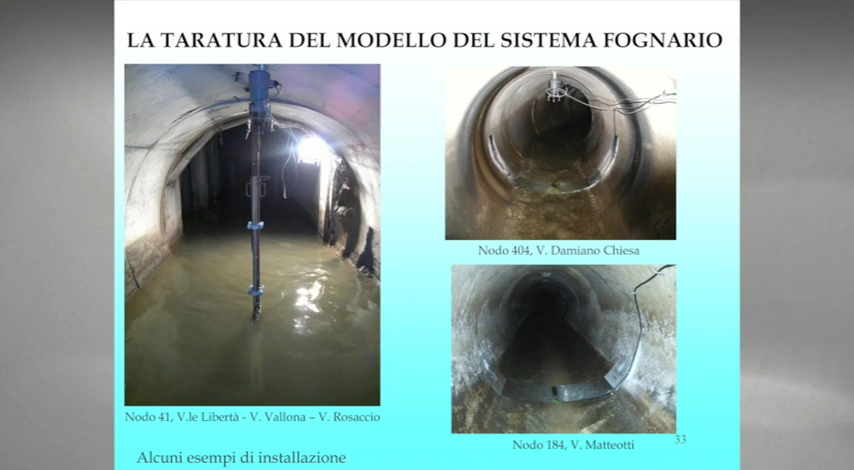 LA TARATURA DEL MODELLO DEL SISTEMA FOGNARIO
Nodo 404, V. Damiano Chiesa
Nodo 41, V.le Libertà - V. Vallona – V. Rosaccio
Nodo 184, V. Matteotti
33
Alcuni esempi di installazione